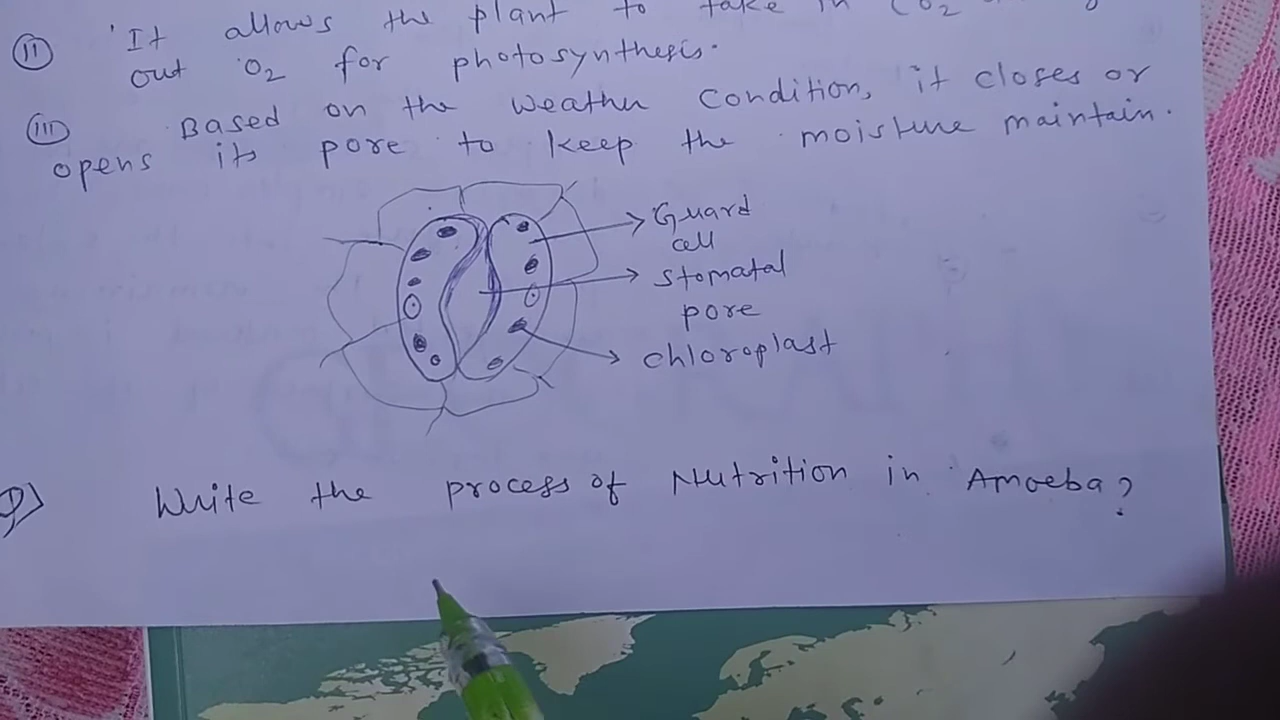 (ii) It allows the plant to take in CO2
out O2 for photosynthesis.
(iii) Based on the weather condition, it closes or
opens its pore to keep the moisture maintain.
Guard
cell
stomatal
pore
chloroplast
Q) Write the process of Nutrition in Amoeba?